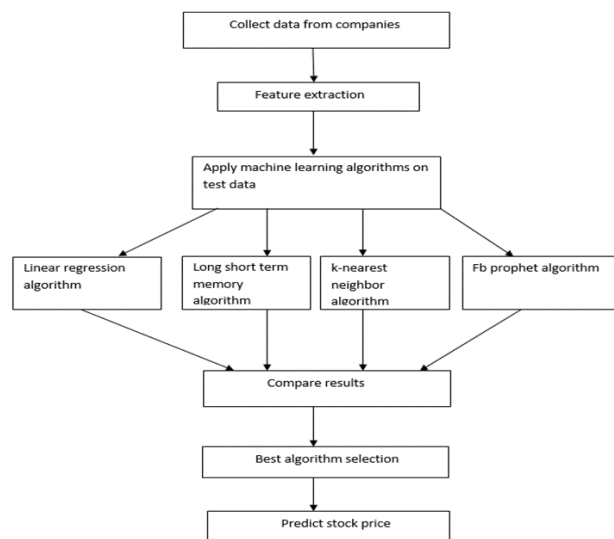 Collect data from companies
Feature extraction
Apply machine learning algorithms on
test data
Linear regression
algorithm
Long short term
memory
algorithm
k-nearest
neighbor
algorithm
Fb prophet algorithm
Compare results
Best algorithm selection
Predict stock price